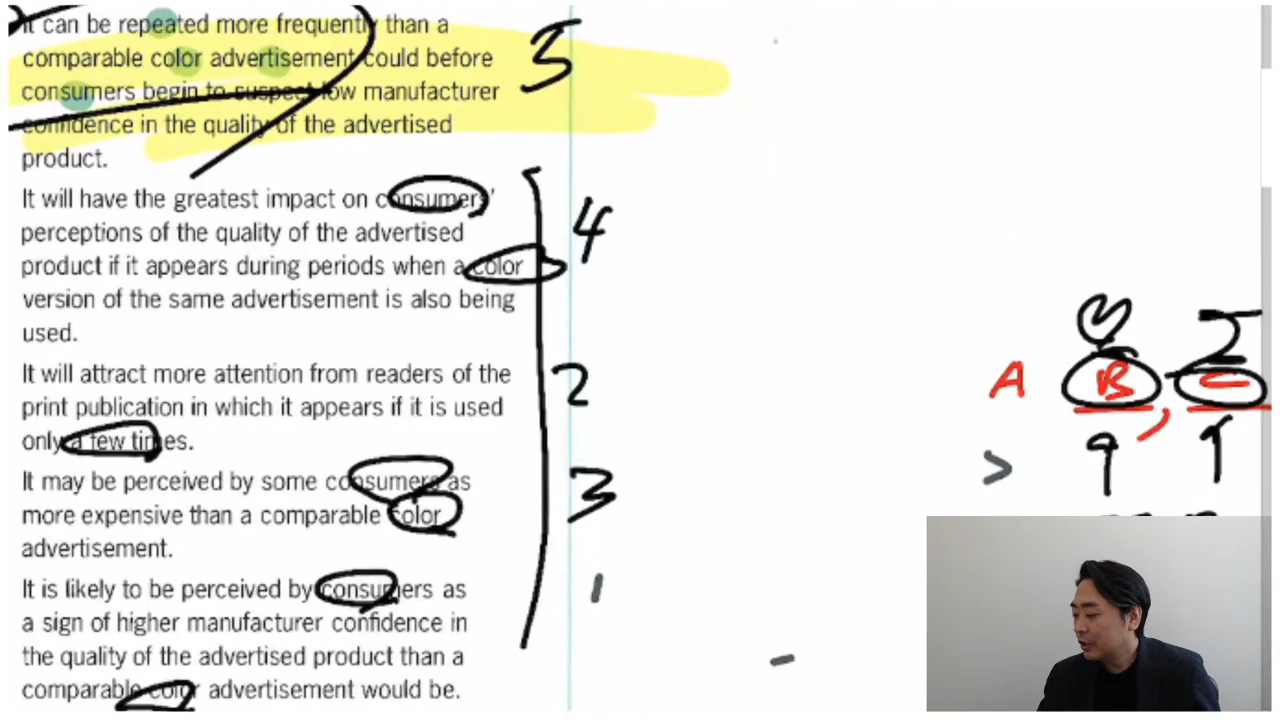 It can be repeated more frequently than a
comparable color advertisement could before
consumers begin to suspect low manufacturer
confidence in the quality of the advertised
product.
5
It will have the greatest impact on consumers'
perceptions of the quality of the advertised
product if it appears during periods when a color
version of the same advertisement is also being
used.
4
It will attract more attention from readers of the
print publication in which it appears if it is used
only a few times.
2
It may be perceived by some consumers as
more expensive than a comparable color
advertisement.
3
It is likely to be perceived by consumers as
a sign of higher manufacturer confidence in
the quality of the advertised product than a
comparable color advertisement would be.
1
A B, C
>